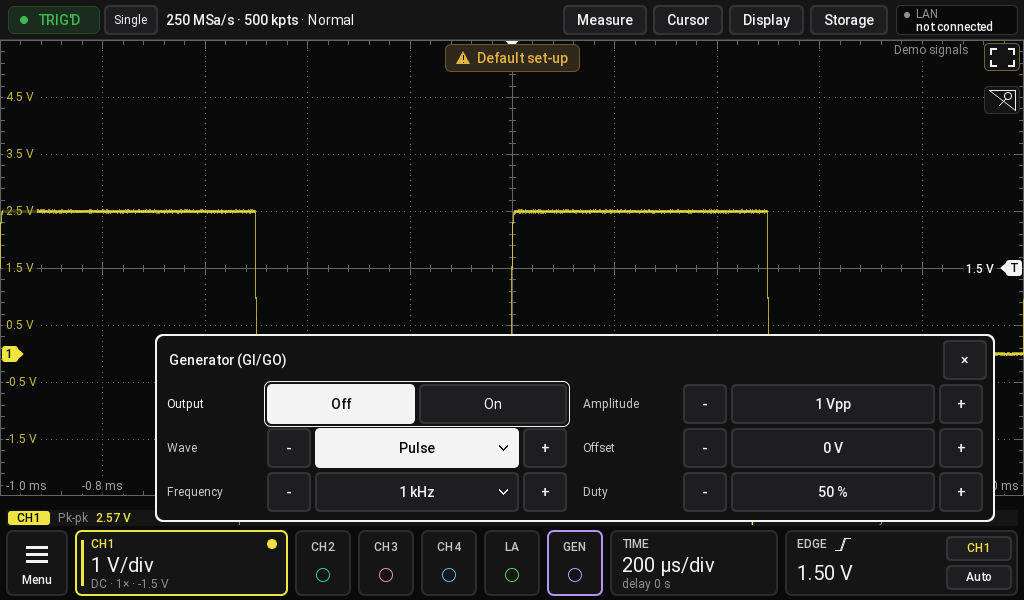 TRIG'D
Single
250 MSa/s · 500 kpts · Normal
Measure
Cursor
Display
Storage
LAN
not connected
Default set-up
Demo signals
4.5 V
3.5 V
2.5 V
1.5 V
0.5 V
-0.5 V
-1.5 V
1.5 V
T
1
-1.0 ms
-0.8 ms
Generator (GI/GO)
×
Output
Off
On
Amplitude
-
1 Vpp
+
Wave
-
Pulse
+
Offset
-
0 V
+
Frequency
-
1 kHz
+
Duty
-
50 %
+
CH1
Pk-pk 2.57 V
Menu
CH1
1 V/div
DC · 1× · -1.5 V
CH2
CH3
CH4
LA
GEN
TIME
200 µs/div
delay 0 s
EDGE
1.50 V
CH1
Auto